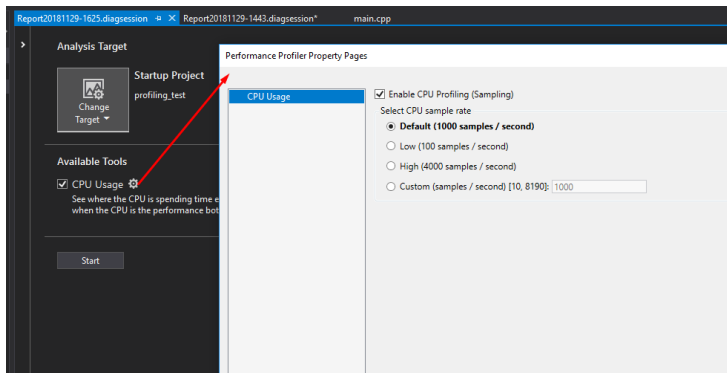 Report20181129-1625.diagsession
Report20181129-1443.diagsession*
main.cpp
Analysis Target
Change
Target
Startup Project
profiling_test
Available Tools
CPU Usage
See where the CPU is spending time
when the CPU is the performance
Start
Performance Profiler Property Pages
CPU Usage
Enable CPU Profiling (Sampling)
Select CPU sample rate
Default (1000 samples / second)
Low (100 samples / second)
High (4000 samples / second)
Custom (samples / second) [10, 8190]: 1000